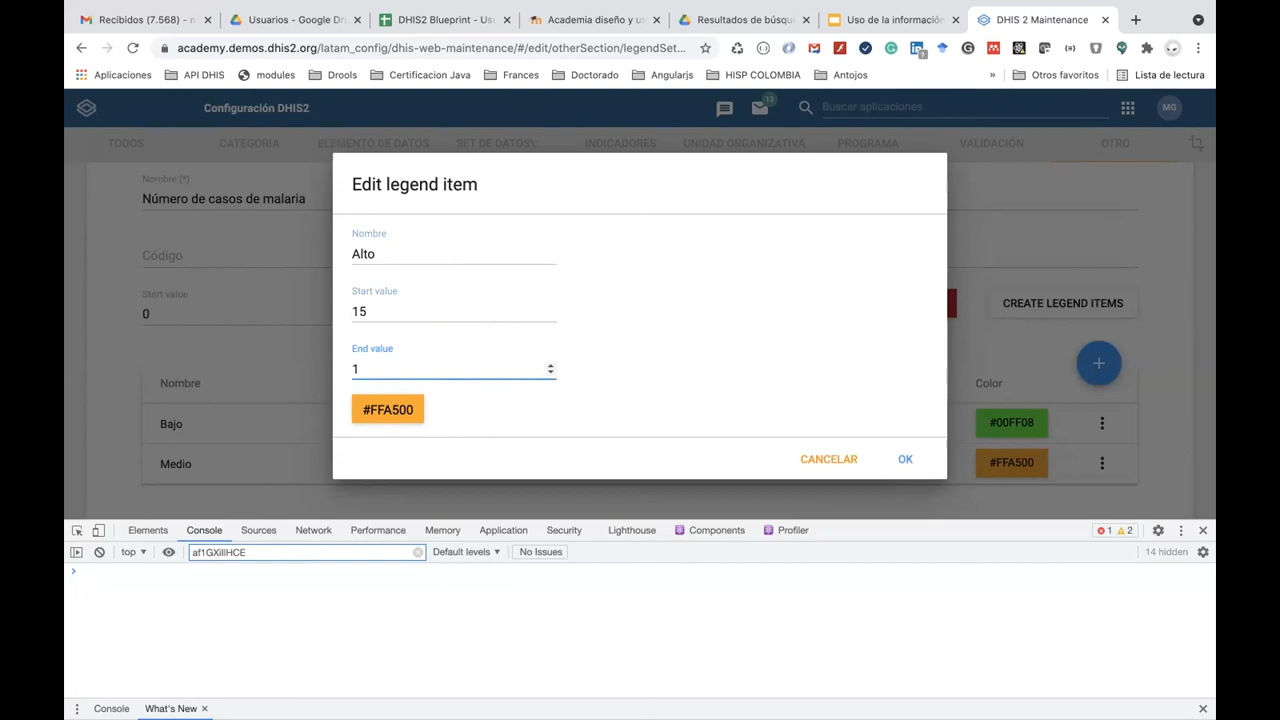 Recibidos (7.568) - n
Usuarios - Google Dri
DHIS2 Blueprint - Use
Academia diseño y us
Resultados de búsqu
Uso de la información
DHIS 2 Maintenance
academy.demos.dhis2.org/latam_config/dhis-web-maintenance/#/edit/otherSection/legendSet...
Aplicaciones
API DHIS
modules
Drools
Certificacion Java
Frances
Doctorado
Angularjs
HISP COLOMBIA
Antojos
»
Otros favoritos
Lista de lectura
Configuración DHIS2
13
Buscar aplicaciones
MG
TODOS
CATEGORIA
ELEMENTO DE DATOS
SET DE DATOS\;
INDICADORES
UNIDAD ORGANIZATIVA
PROGRAMA
VALIDACIÓN
OTRO
Nombre (*)
Número de casos de malaria
Código
Start value
0
CREATE LEGEND ITEMS
+
Nombre
Color
Bajo
#00FF08
Medio
#FFA500
Edit legend item
Nombre
Alto
Start value
15
End value
1
#FFA500
CANCELAR
OK
Elements
Console
Sources
Network
Performance
Memory
Application
Security
Lighthouse
Components
Profiler
1
2
top
af1GXillHCE
Default levels
No Issues
14 hidden
Console
What's New